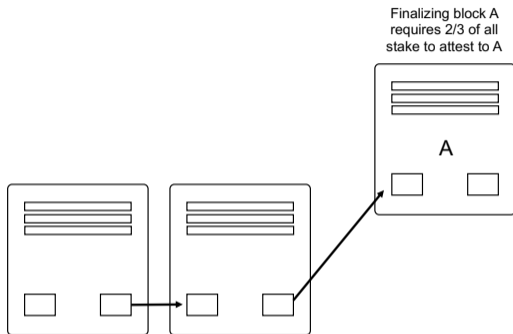 Finalizing block A
requires 2/3 of all
stake to attest to A
A